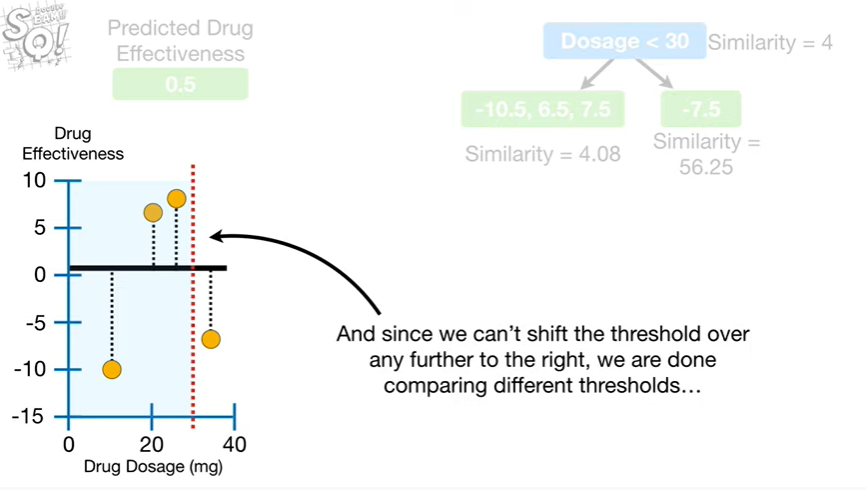 SQ!
Predicted Drug
Effectiveness
0.5
Dosage < 30
Similarity = 4
-10.5, 6.5, 7.5
-7.5
Similarity = 4.08
Similarity =
56.25
Drug
Effectiveness
10
5
0
-5
-10
-15
0
20
40
Drug Dosage (mg)
And since we can't shift the threshold over
any further to the right, we are done
comparing different thresholds…